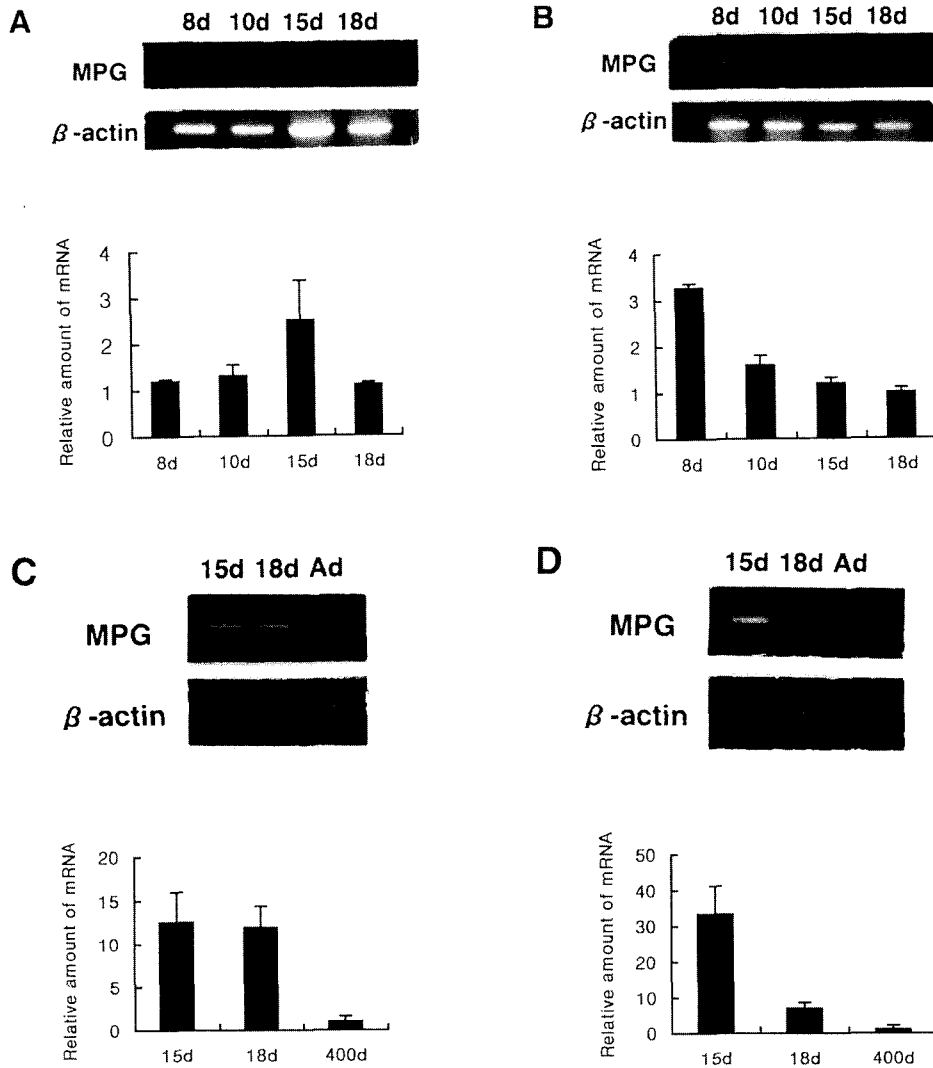 A
8d 10d 15d 18d
MPG
β-actin
Relative amount of mRNA
4
3
2
1
0
8d 10d 15d 18d
B
8d 10d 15d 18d
MPG
β-actin
Relative amount of mRNA
4
3
2
1
0
8d 10d 15d 18d
C
15d 18d Ad
MPG
β-actin
Relative amount of mRNA
20
15
10
5
0
15d 18d 400d
D
15d 18d Ad
MPG
β-actin
Relative amount of mRNA
50
40
30
20
10
0
15d 18d 400d